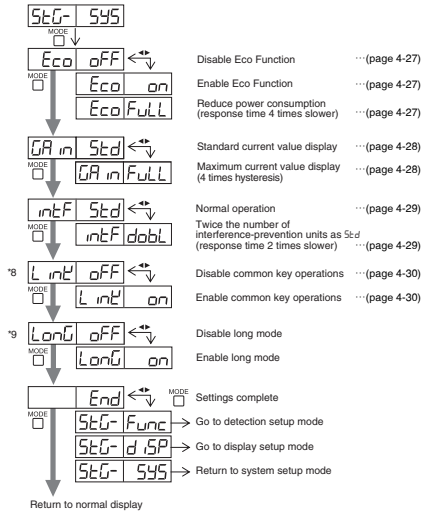 StG- SYS
MODE
Eco oFF Disable Eco Function ···(page 4-27)
MODE
Eco on Enable Eco Function ···(page 4-27)
Eco FuLL Reduce power consumption
(response time 4 times slower) ···(page 4-27)
GA in Std Standard current value display ···(page 4-28)
MODE
GA in FuLL Maximum current value display
(4 times hysteresis) ···(page 4-28)
intF Std Normal operation ···(page 4-29)
MODE
intF dobL Twice the number of
interference-prevention units as Std
(response time 2 times slower) ···(page 4-29)
*8 L intF oFF Disable common key operations ···(page 4-30)
MODE
L intF on Enable common key operations ···(page 4-30)
*9 LonG oFF Disable long mode
MODE
LonG on Enable long mode
End MODE Settings complete
MODE
StG- Func Go to detection setup mode
StG- diSP Go to display setup mode
StG- SYS Return to system setup mode
Return to normal display